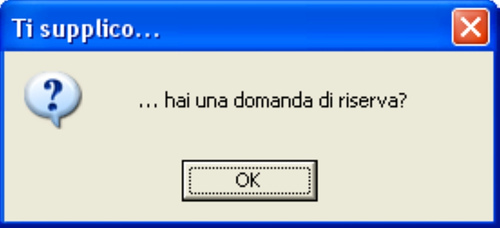 Ti supplico...
... hai una domanda di riserva?
OK